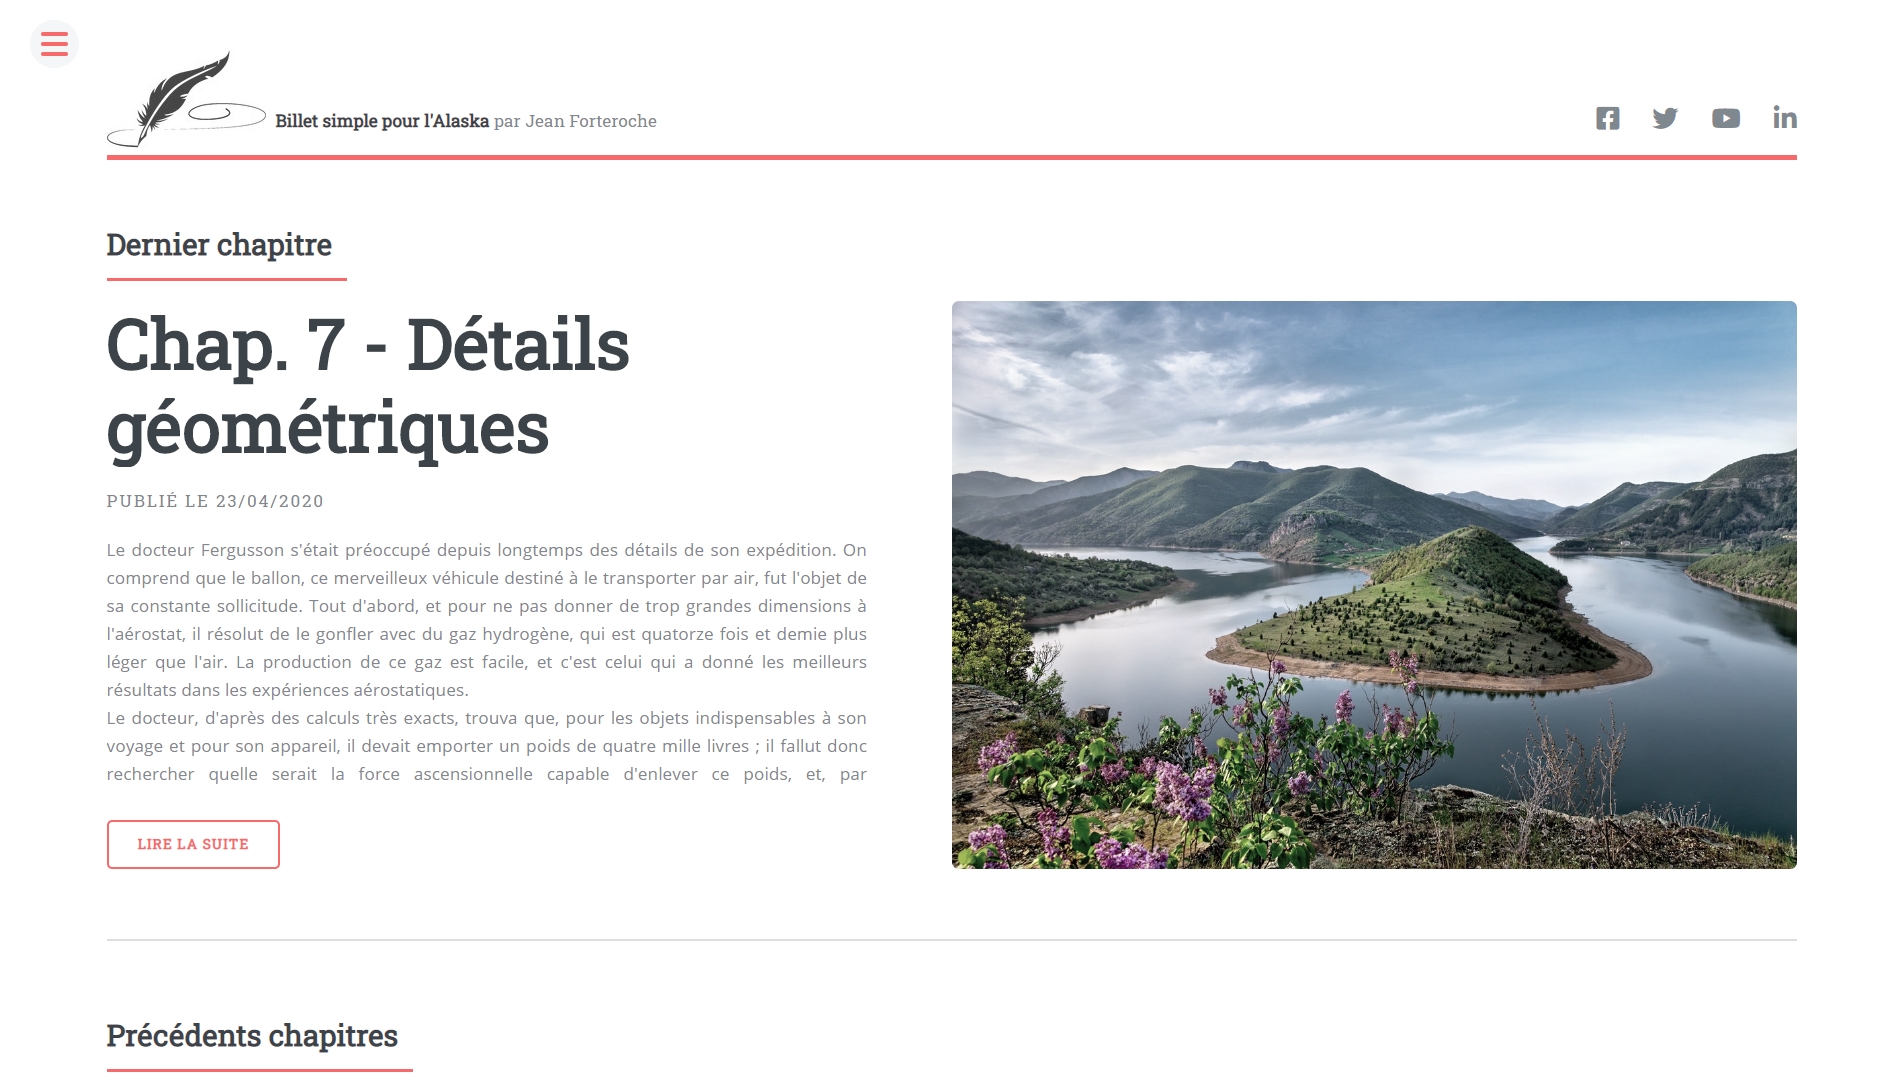 Billet simple pour l'Alaska par Jean Forteroche
Dernier chapitre
Chap. 7 - Détails
géométriques
PUBLIÉ LE 23/04/2020
Le docteur Fergusson s'était préoccupé depuis longtemps des détails de son expédition. On
comprend que le ballon, ce merveilleux véhicule destiné à le transporter par air, fut l'objet de
sa constante sollicitude. Tout d'abord, et pour ne pas donner de trop grandes dimensions à
l'aérostat, il résolut de le gonfler avec du gaz hydrogène, qui est quatorze fois et demie plus
léger que l'air. La production de ce gaz est facile, et c'est celui qui a donné les meilleurs
résultats dans les expériences aérostatiques.
Le docteur, d'après des calculs très exacts, trouva que, pour les objets indispensables à son
voyage et pour son appareil, il devait emporter un poids de quatre mille livres ; il fallut donc
rechercher quelle serait la force ascensionnelle capable d'enlever ce poids, et, par
LIRE LA SUITE
Précédents chapitres